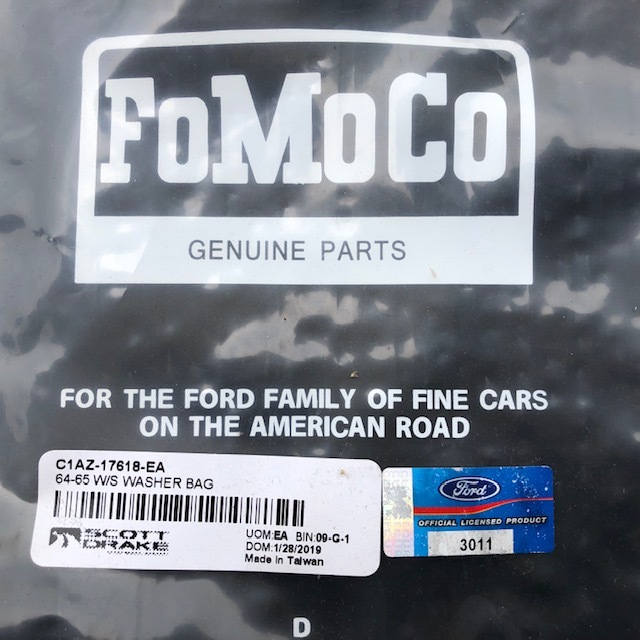 FoMoCo
GENUINE PARTS
FOR THE FORD FAMILY OF FINE CARS
ON THE AMERICAN ROAD
C1AZ-17618-EA
64-65 W/S WASHER BAG
SCOTT
DRAKE
UOM:EA BIN:09-G-1
DOM:1/28/2019
Made in Taiwan
Ford
OFFICIAL LICENSED PRODUCT
3011
D